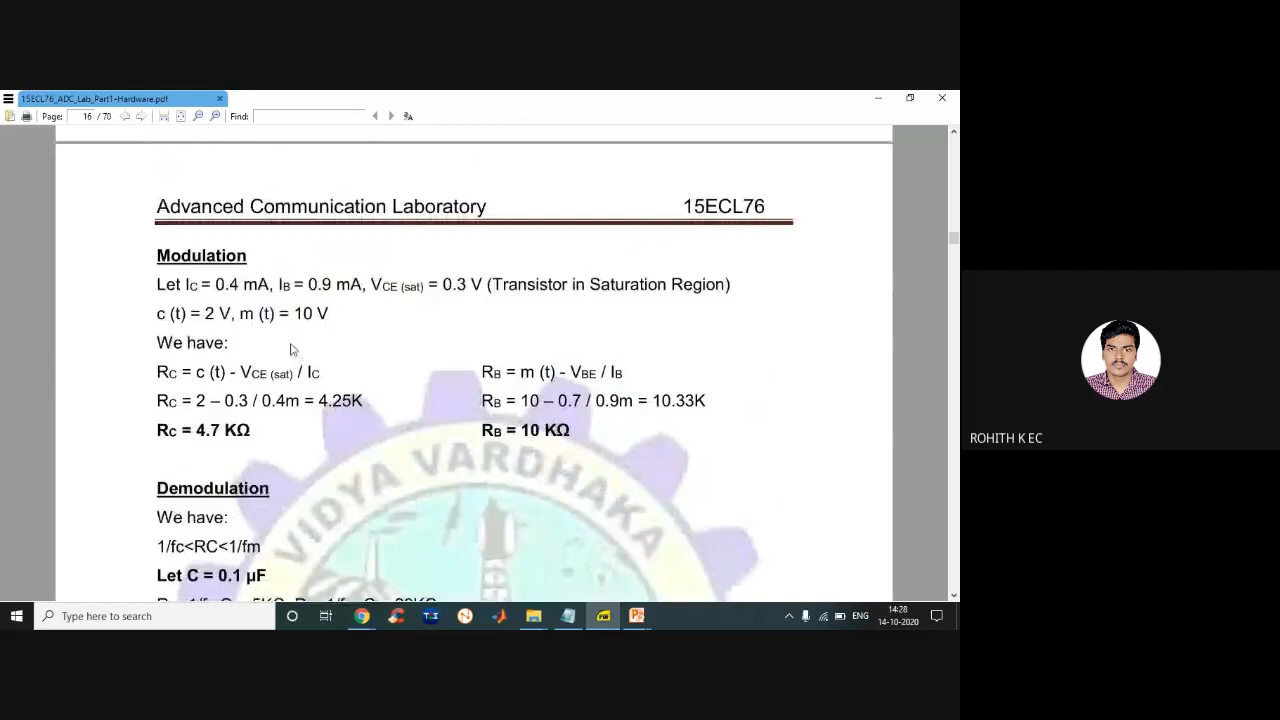 15ECL76_ADC_Lab_Part1-Hardware.pdf
Page: 16 / 70 Find:
Advanced Communication Laboratory 15ECL76
Modulation
Let IC = 0.4 mA, IB = 0.9 mA, VCE (sat) = 0.3 V (Transistor in Saturation Region)
c (t) = 2 V, m (t) = 10 V
We have:
RC = c (t) - VCE (sat) / IC RB = m (t) - VBE / IB
RC = 2 – 0.3 / 0.4m = 4.25K RB = 10 – 0.7 / 0.9m = 10.33K
RC = 4.7 KΩ RB = 10 KΩ
VIDYA VARDHAKA
Demodulation
We have:
1/fc<RC<1/fm
Let C = 0.1 µF
ROHITH K EC
Type here to search
ENG
14:28
14-10-2020